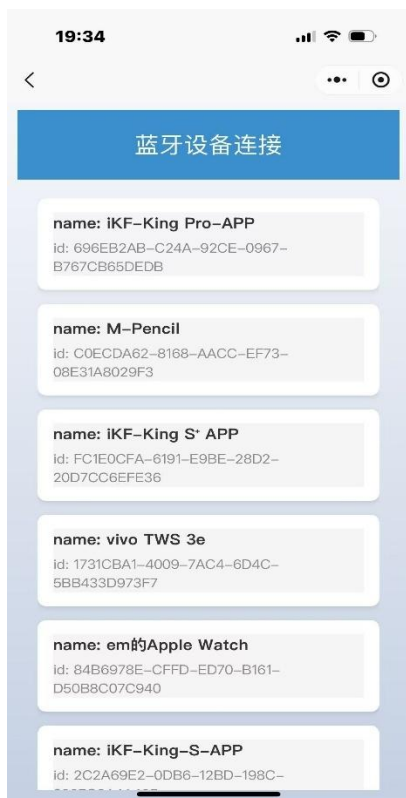 19:34
蓝牙设备连接
name: iKF-King Pro-APP
id: 696EB2AB-C24A-92CE-0967-
B767CB65DEDB
name: M-Pencil
id: C0ECDA62-8168-AACC-EF73-
08E31A8029F3
name: iKF-King S⁺ APP
id: FC1E0CFA-6191-E9BE-28D2-
20D7CC6EFE36
name: vivo TWS 3e
id: 1731CBA1-4009-7AC4-6D4C-
5BB433D973F7
name: em的Apple Watch
id: 84B6978E-CFFD-ED70-B161-
D50B8C07C940
name: iKF-King-S-APP
id: 2C2A69E2-0DB6-12BD-198C-